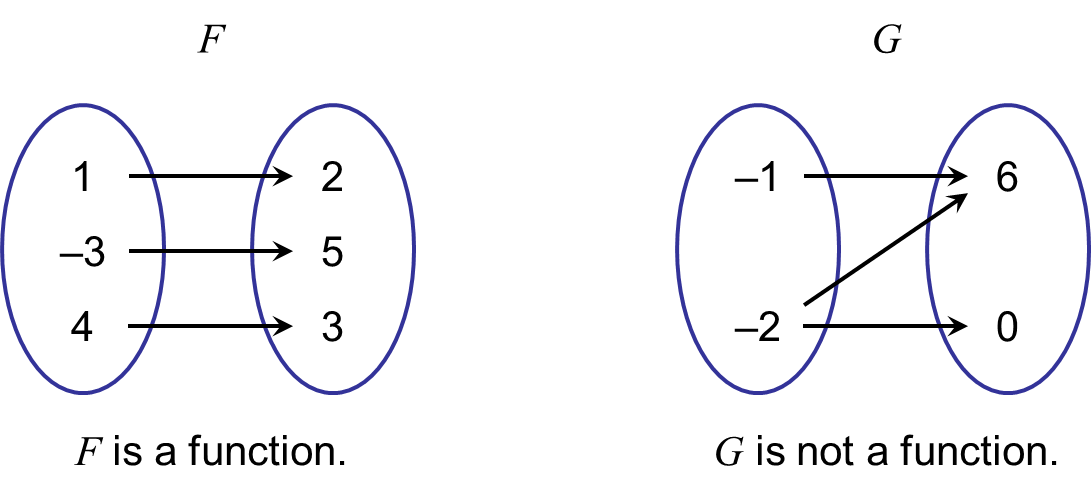 F
G
1
2
–3
5
4
3
–1
6
–2
0
F is a function.
G is not a function.